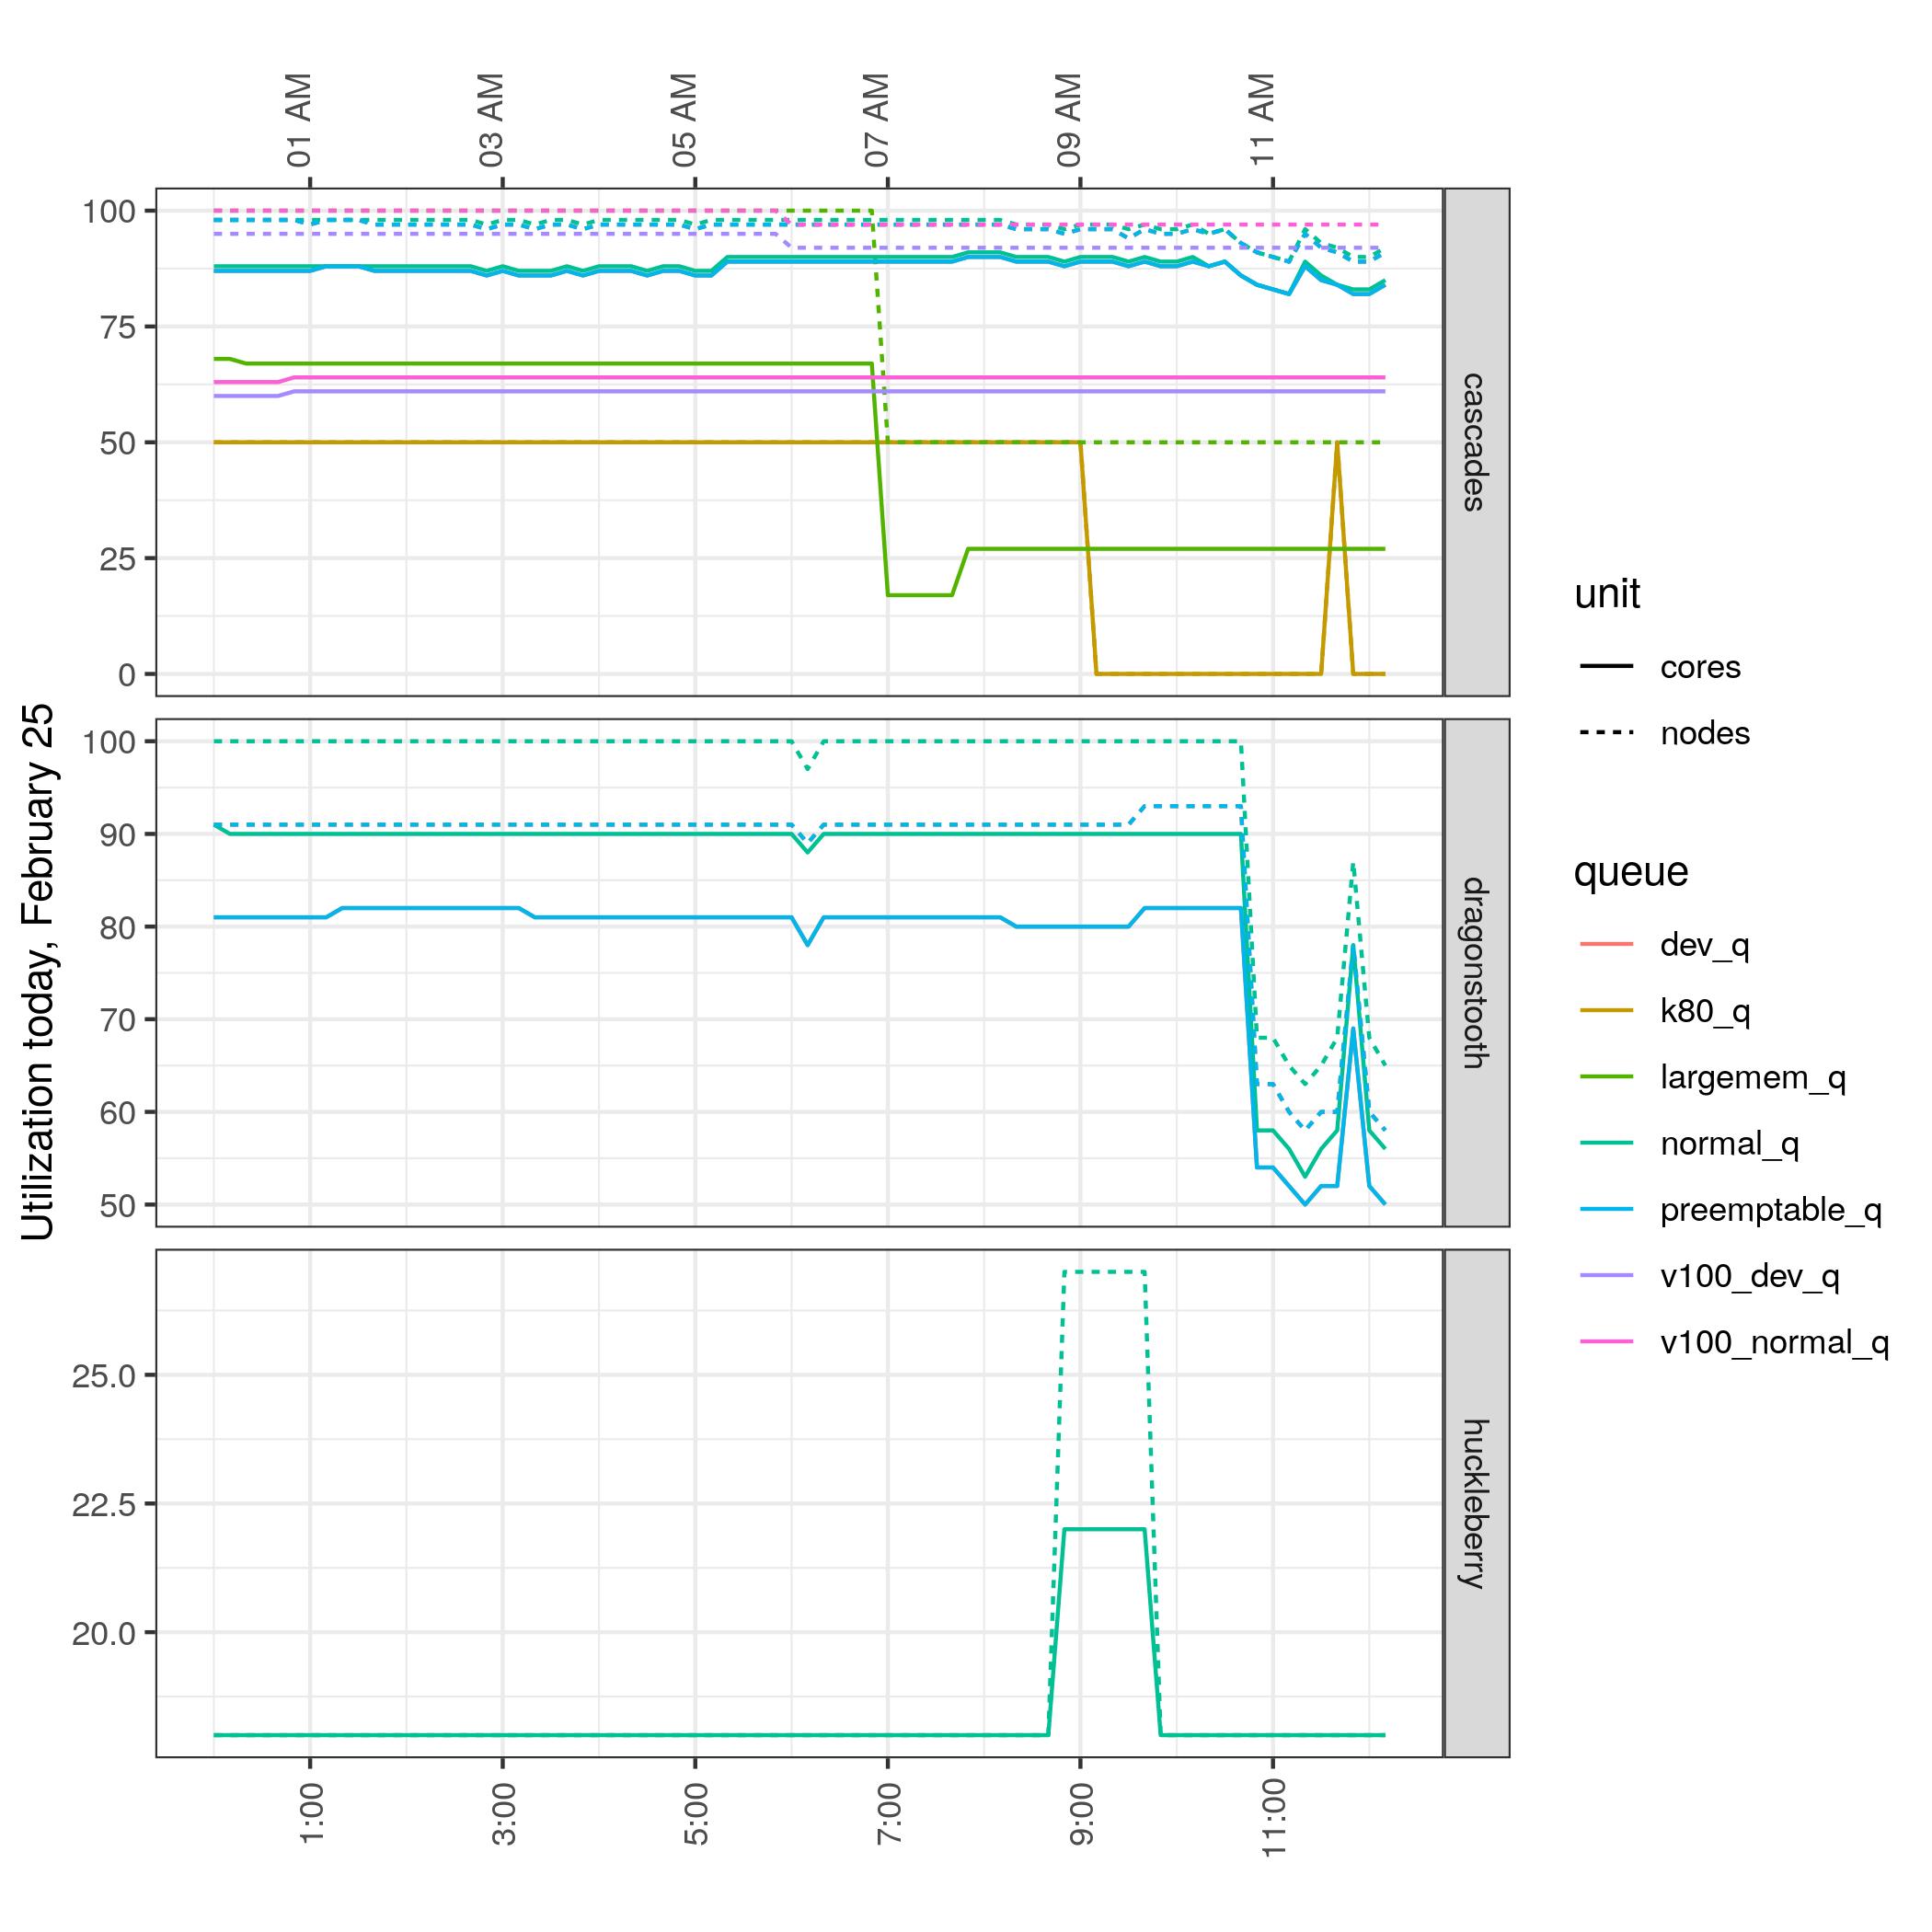 01 AM
03 AM
05 AM
07 AM
09 AM
11 AM
Utilization today, February 25
100
75
50
25
0
cascades
100
90
80
70
60
50
dragonstooth
25.0
22.5
20.0
huckleberry
1:00
3:00
5:00
7:00
9:00
11:00
unit
cores
nodes
queue
dev_q
k80_q
largemem_q
normal_q
preemptable_q
v100_dev_q
v100_normal_q